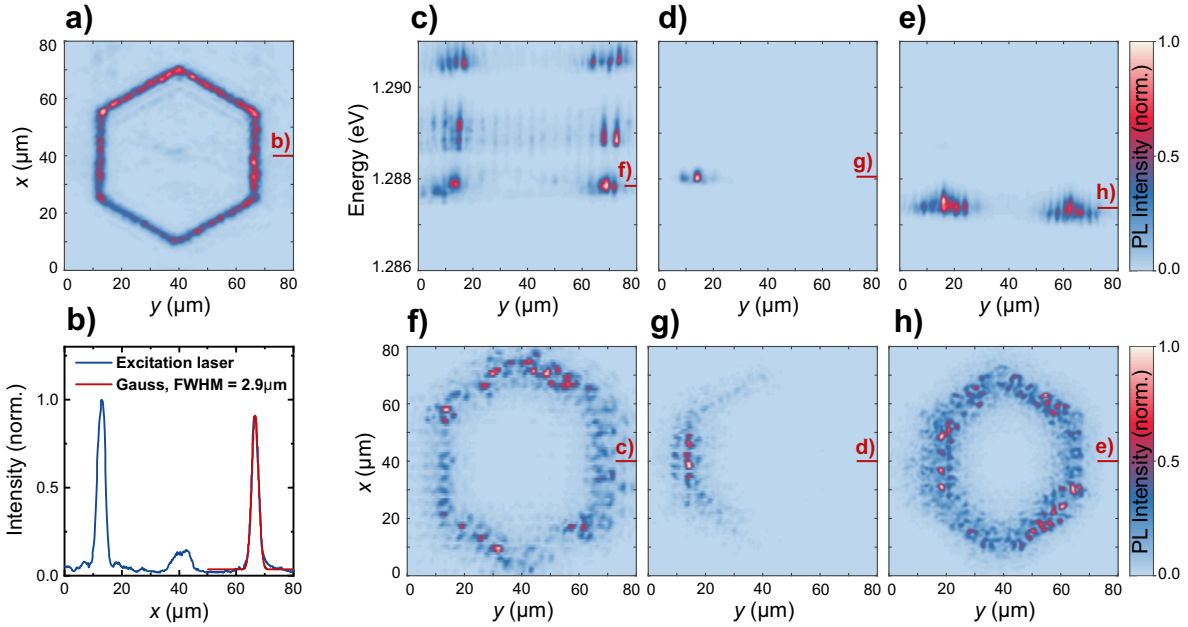 a)
80
60
40
20
0
x (µm)
0 20 40 60 80
y (µm)
b)
c)
1.290
1.288
1.286
Energy (eV)
0 20 40 60 80
y (µm)
f)
d)
0 20 40 60 80
y (µm)
g)
e)
0 20 40 60 80
y (µm)
h)
1.0
0.5
0.0
PL Intensity (norm.)
b)
Excitation laser
Gauss, FWHM = 2.9µm
1.0
0.5
0.0
Intensity (norm.)
0 20 40 60 80
x (µm)
f)
80
60
40
20
0
x (µm)
0 20 40 60 80
y (µm)
c)
g)
0 20 40 60 80
y (µm)
d)
h)
0 20 40 60 80
y (µm)
e)
1.0
0.5
0.0
PL Intensity (norm.)